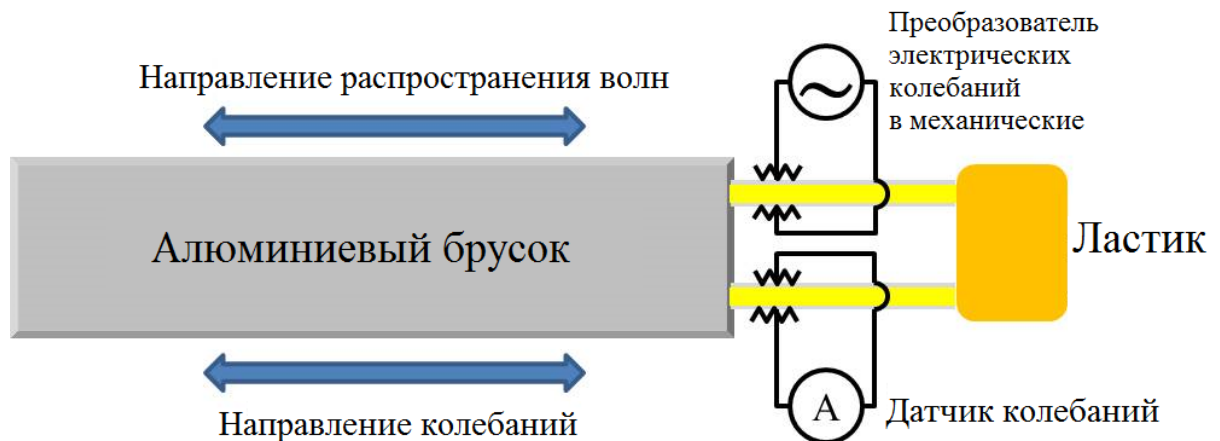 Преобразователь
электрических
колебаний
в механические
Направление распространения волн
Алюминиевый брусок
Ластик
A
Датчик колебаний
Направление колебаний